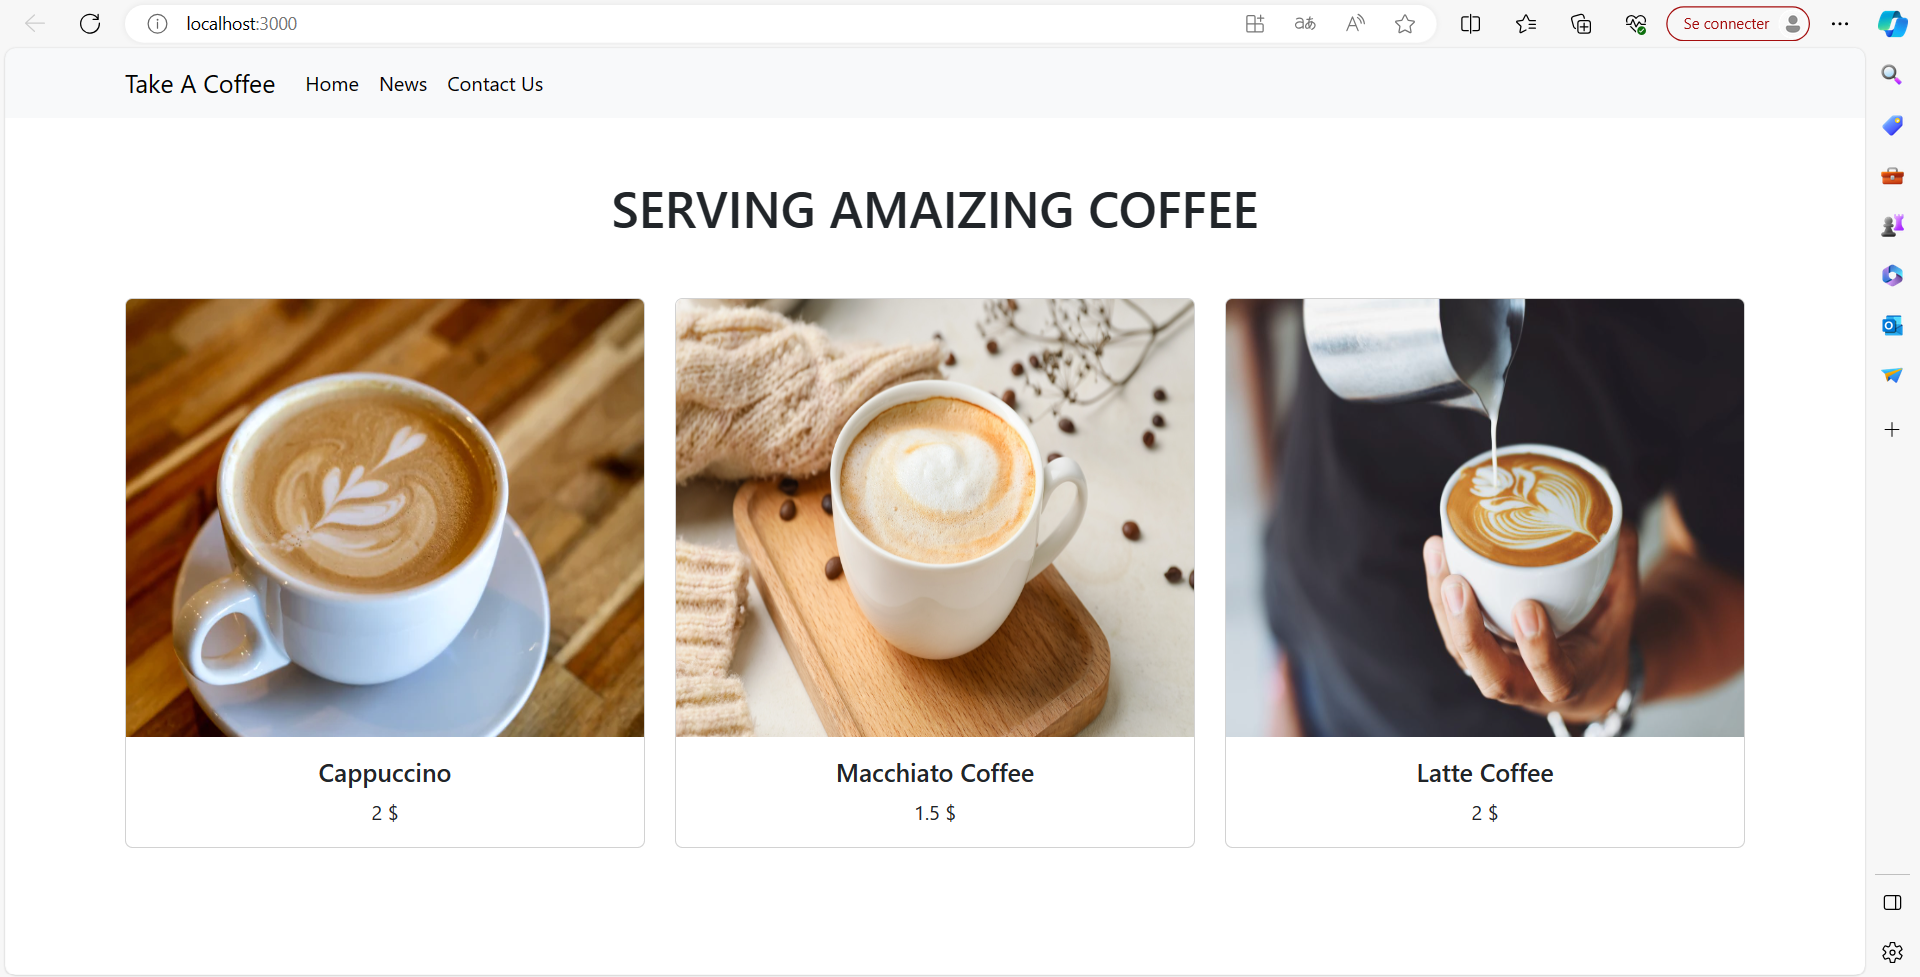 localhost:3000
Se connecter
Take A Coffee Home News Contact Us
SERVING AMAIZING COFFEE
Cappuccino
2 $
Macchiato Coffee
1.5 $
Latte Coffee
2 $